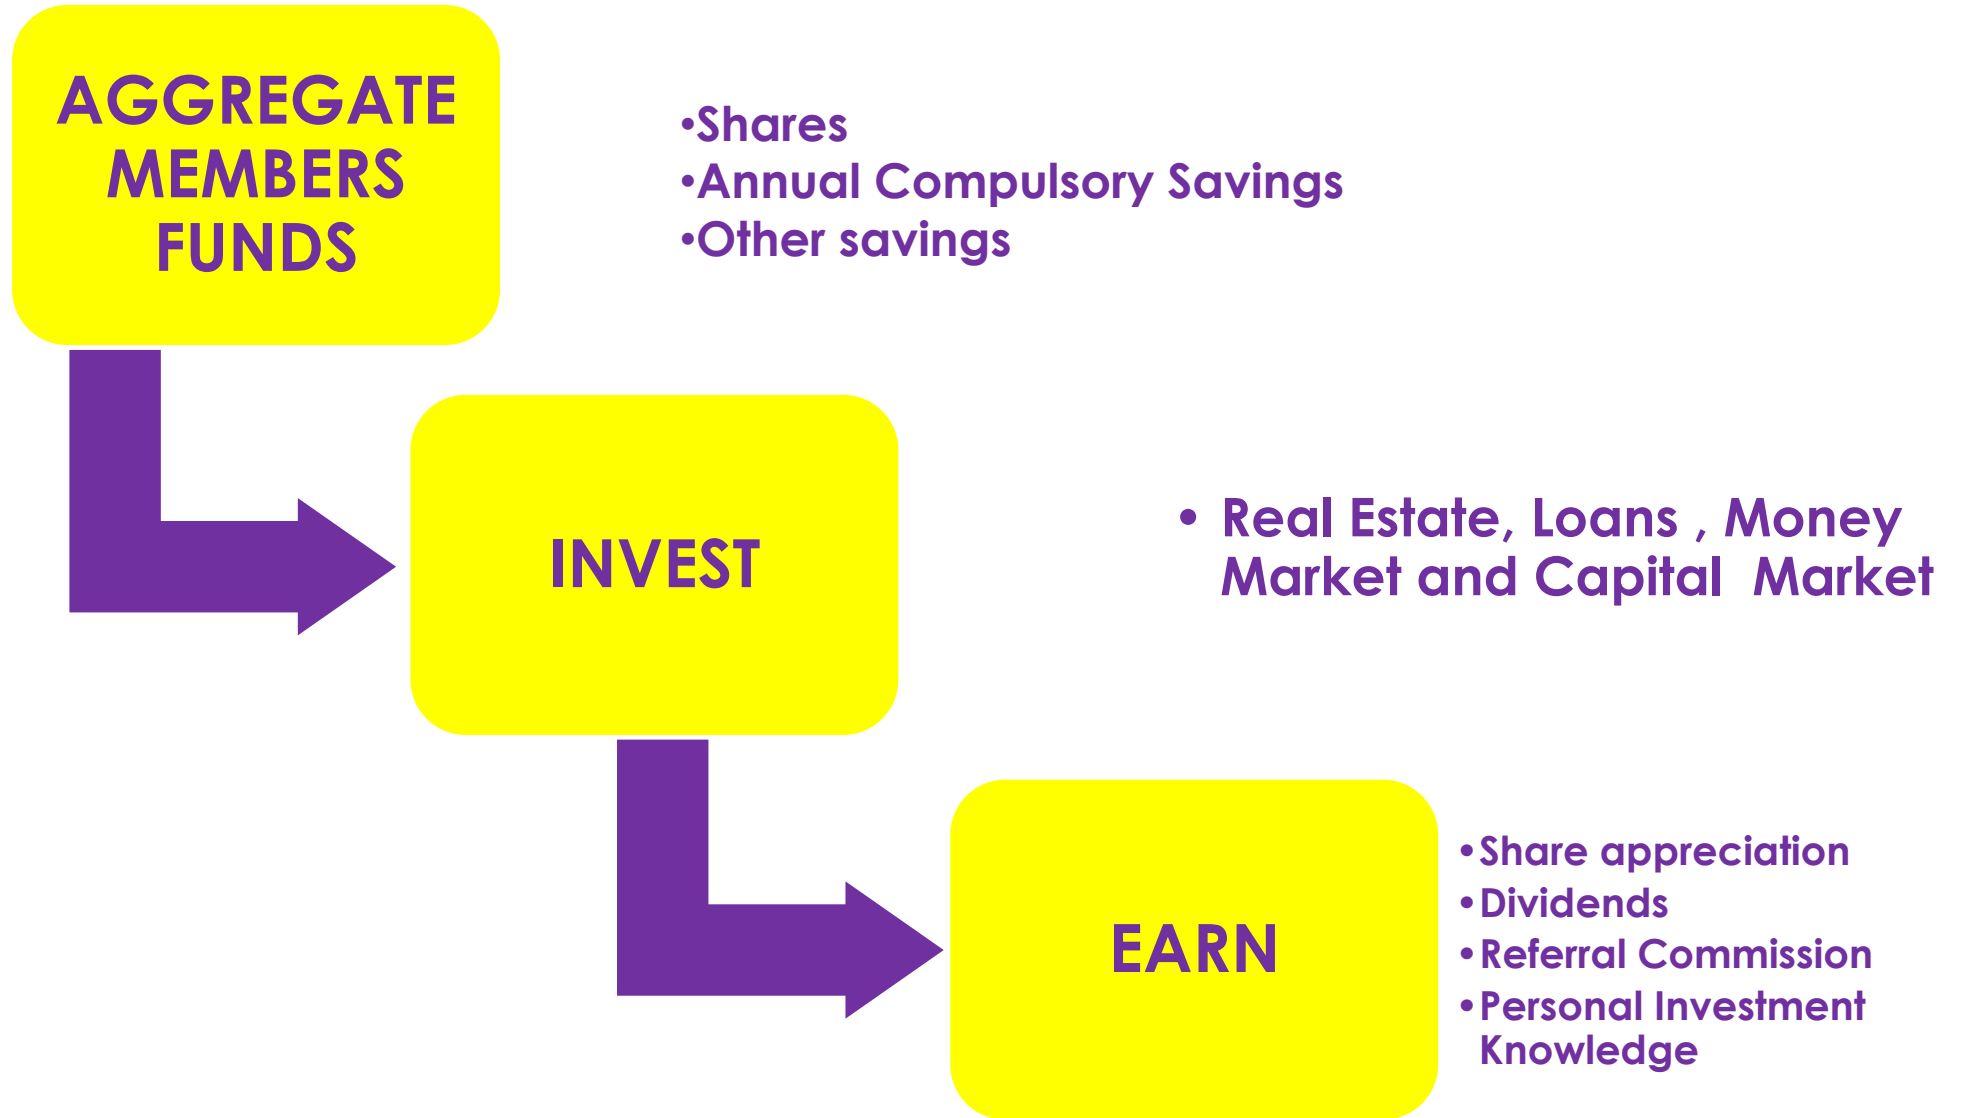 AGGREGATE
MEMBERS
FUNDS
•Shares
•Annual Compulsory Savings
•Other savings
INVEST
• Real Estate, Loans , Money
Market and Capital  Market
EARN
•Share appreciation
•Dividends
•Referral Commission
•Personal Investment
Knowledge